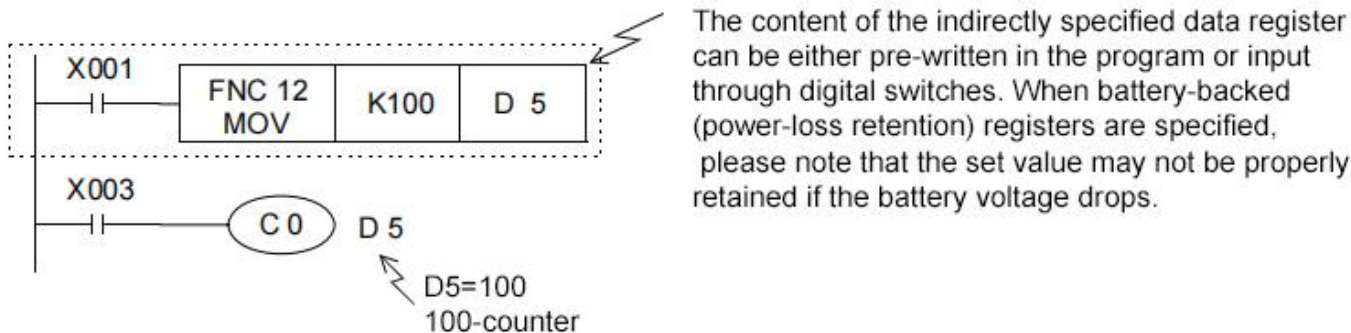 X001
FNC 12
MOV
K100
D 5
X003
C 0
D 5
D5=100
100-counter
The content of the indirectly specified data register
can be either pre-written in the program or input
through digital switches. When battery-backed
(power-loss retention) registers are specified,
please note that the set value may not be properly
retained if the battery voltage drops.